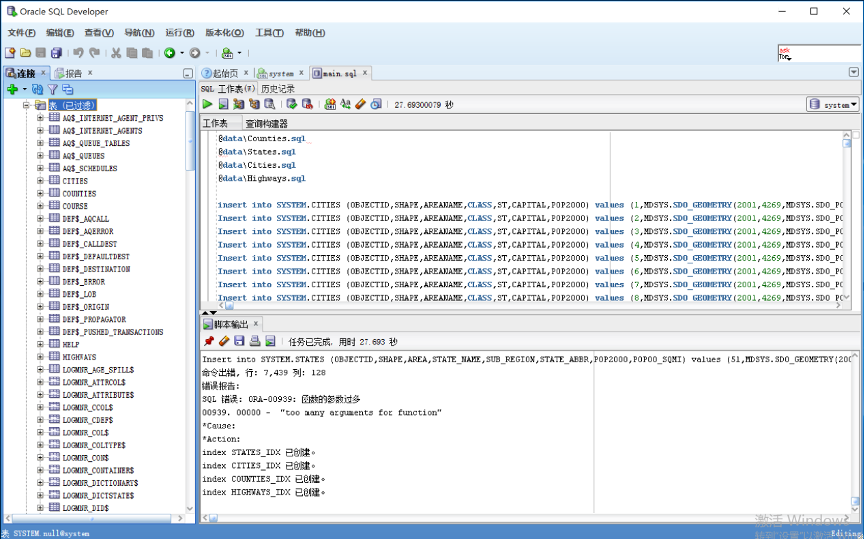 Oracle SQL Developer
文件(F) 编辑(E) 查看(V) 导航(N) 运行(R) 版本化(O) 工具(T) 帮助(H)
连接 × 报告 ×
表 (已过滤)
AQ$_INTERNET_AGENT_PRIVS
AQ$_INTERNET_AGENTS
AQ$_QUEUE_TABLES
AQ$_QUEUES
AQ$_SCHEDULES
CITIES
COUNTIES
COURSE
DEF$_AQCALL
DEF$_AQERROR
DEF$_CALLDEST
DEF$_DEFAULTDEST
DEF$_DESTINATION
DEF$_ERROR
DEF$_LOB
DEF$_ORIGIN
DEF$_PROPAGATOR
DEF$_PUSHED_TRANSACTIONS
HELP
HIGHWAYS
LOGMNR_AGE_SPILL$
LOGMNR_ATTRCOL$
LOGMNR_ATTRIBUTE$
LOGMNR_CCOL$
LOGMNR_CDEF$
LOGMNR_COL$
LOGMNR_COLTYPE$
LOGMNR_CON$
LOGMNR_CONTAINER$
LOGMNR_DICTIONARY$
LOGMNR_DICTSTATE$
LOGMNR_DID$
起始页 × system × main.sql ×
SQL 工作表(H) 历史记录
27.69300079 秒
system
工作表 查询构建器
@data\Counties.sql
@data\States.sql
@data\Cities.sql
@data\Highways.sql
insert into SYSTEM.CITIES (OBJECTID,SHAPE,AREANAME,CLASS,ST,CAPITAL,POP2000) values (1,MDSYS.SDO_GEOMETRY(2001,4269,MDSYS.SDO_PO
Insert into SYSTEM.CITIES (OBJECTID,SHAPE,AREANAME,CLASS,ST,CAPITAL,POP2000) values (2,MDSYS.SDO_GEOMETRY(2001,4269,MDSYS.SDO_PO
Insert into SYSTEM.CITIES (OBJECTID,SHAPE,AREANAME,CLASS,ST,CAPITAL,POP2000) values (3,MDSYS.SDO_GEOMETRY(2001,4269,MDSYS.SDO_PO
Insert into SYSTEM.CITIES (OBJECTID,SHAPE,AREANAME,CLASS,ST,CAPITAL,POP2000) values (4,MDSYS.SDO_GEOMETRY(2001,4269,MDSYS.SDO_PO
Insert into SYSTEM.CITIES (OBJECTID,SHAPE,AREANAME,CLASS,ST,CAPITAL,POP2000) values (5,MDSYS.SDO_GEOMETRY(2001,4269,MDSYS.SDO_PO
Insert into SYSTEM.CITIES (OBJECTID,SHAPE,AREANAME,CLASS,ST,CAPITAL,POP2000) values (6,MDSYS.SDO_GEOMETRY(2001,4269,MDSYS.SDO_PO
Insert into SYSTEM.CITIES (OBJECTID,SHAPE,AREANAME,CLASS,ST,CAPITAL,POP2000) values (7,MDSYS.SDO_GEOMETRY(2001,4269,MDSYS.SDO_PO
Insert into SYSTEM.CITIES (OBJECTID,SHAPE,AREANAME,CLASS,ST,CAPITAL,POP2000) values (8,MDSYS.SDO_GEOMETRY(2001,4269,MDSYS.SDO_PO
脚本输出 ×
任务已完成, 用时 27.693 秒
Insert into SYSTEM.STATES (OBJECTID,SHAPE,AREA,STATE_NAME,SUB_REGION,STATE_ABBR,POP2000,POP00_SQMI) values (51,MDSYS.SDO_GEOMETRY(200
命令出错, 行: 7,439 列: 128
错误报告:
SQL 错误: ORA-00939: 函数的参数过多
00939. 00000 - "too many arguments for function"
*Cause:
*Action:
index STATES_IDX 已创建。
index CITIES_IDX 已创建。
index COUNTIES_IDX 已创建。
index HIGHWAYS_IDX 已创建。
激活 Windows
表 SYSTEM.null@system
Editing